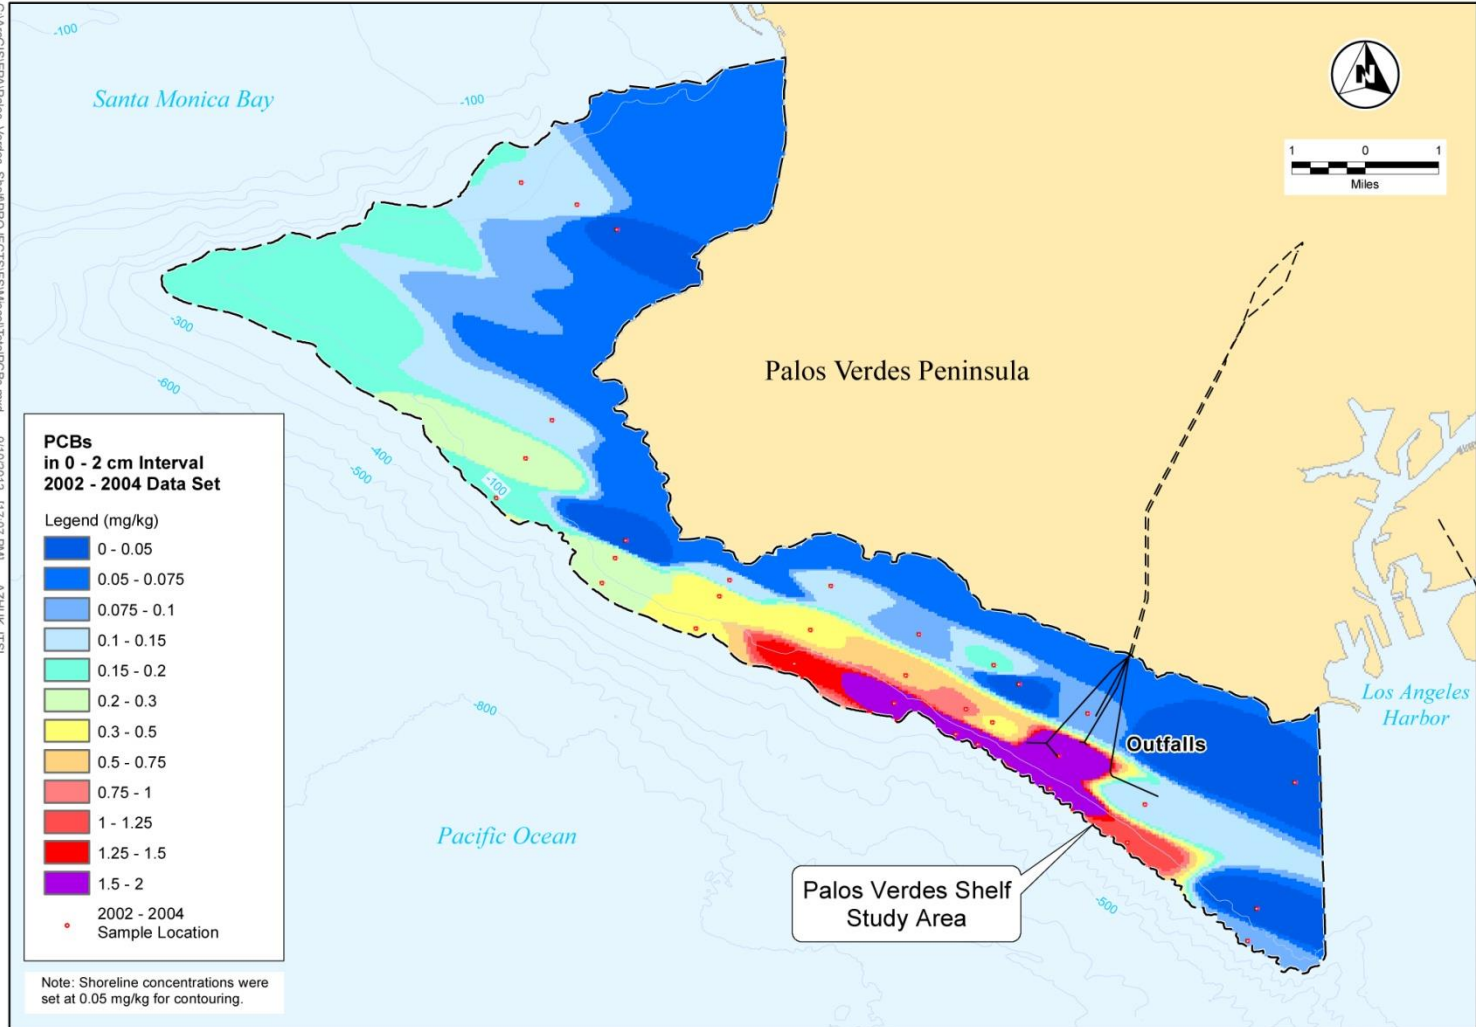 -100
Santa Monica Bay
-100
N
1 0 1
Miles
-300
-600
Palos Verdes Peninsula
-400
-500
-100
PCBs
in 0 - 2 cm Interval
2002 - 2004 Data Set
Legend (mg/kg)
0 - 0.05
0.05 - 0.075
0.075 - 0.1
0.1 - 0.15
0.15 - 0.2
0.2 - 0.3
0.3 - 0.5
0.5 - 0.75
0.75 - 1
1 - 1.25
1.25 - 1.5
1.5 - 2
2002 - 2004
Sample Location
Note: Shoreline concentrations were
set at 0.05 mg/kg for contouring.
-800
Pacific Ocean
Outfalls
Los Angeles
Harbor
Palos Verdes Shelf
Study Area
-500